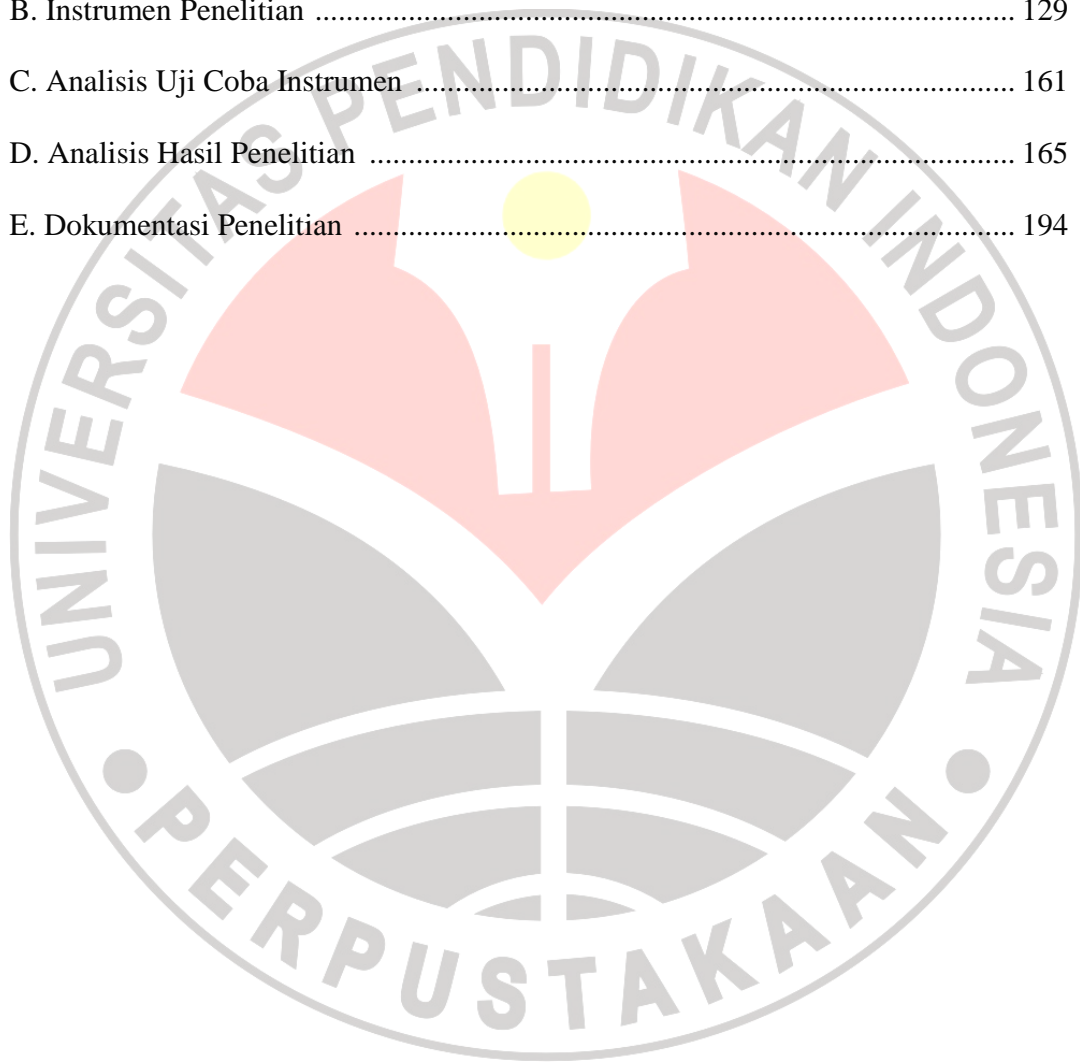 B. Instrumen Penelitian ........................................................................................ 129
C. Analisis Uji Coba Instrumen ........................................................................... 161
D. Analisis Hasil Penelitian ................................................................................. 165
E. Dokumentasi Penelitian ................................................................................... 194
UNIVERSITAS PENDIDIKAN INDONESIA
PERPUSTAKAAN